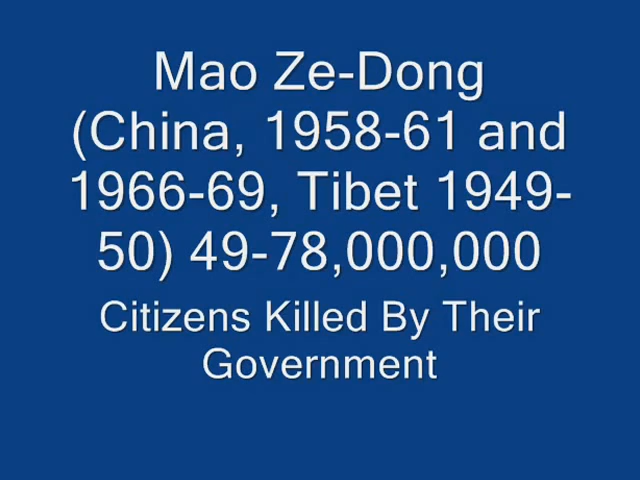 Mao Ze-Dong
(China, 1958-61 and
1966-69, Tibet 1949-
50) 49-78,000,000
Citizens Killed By Their
Government